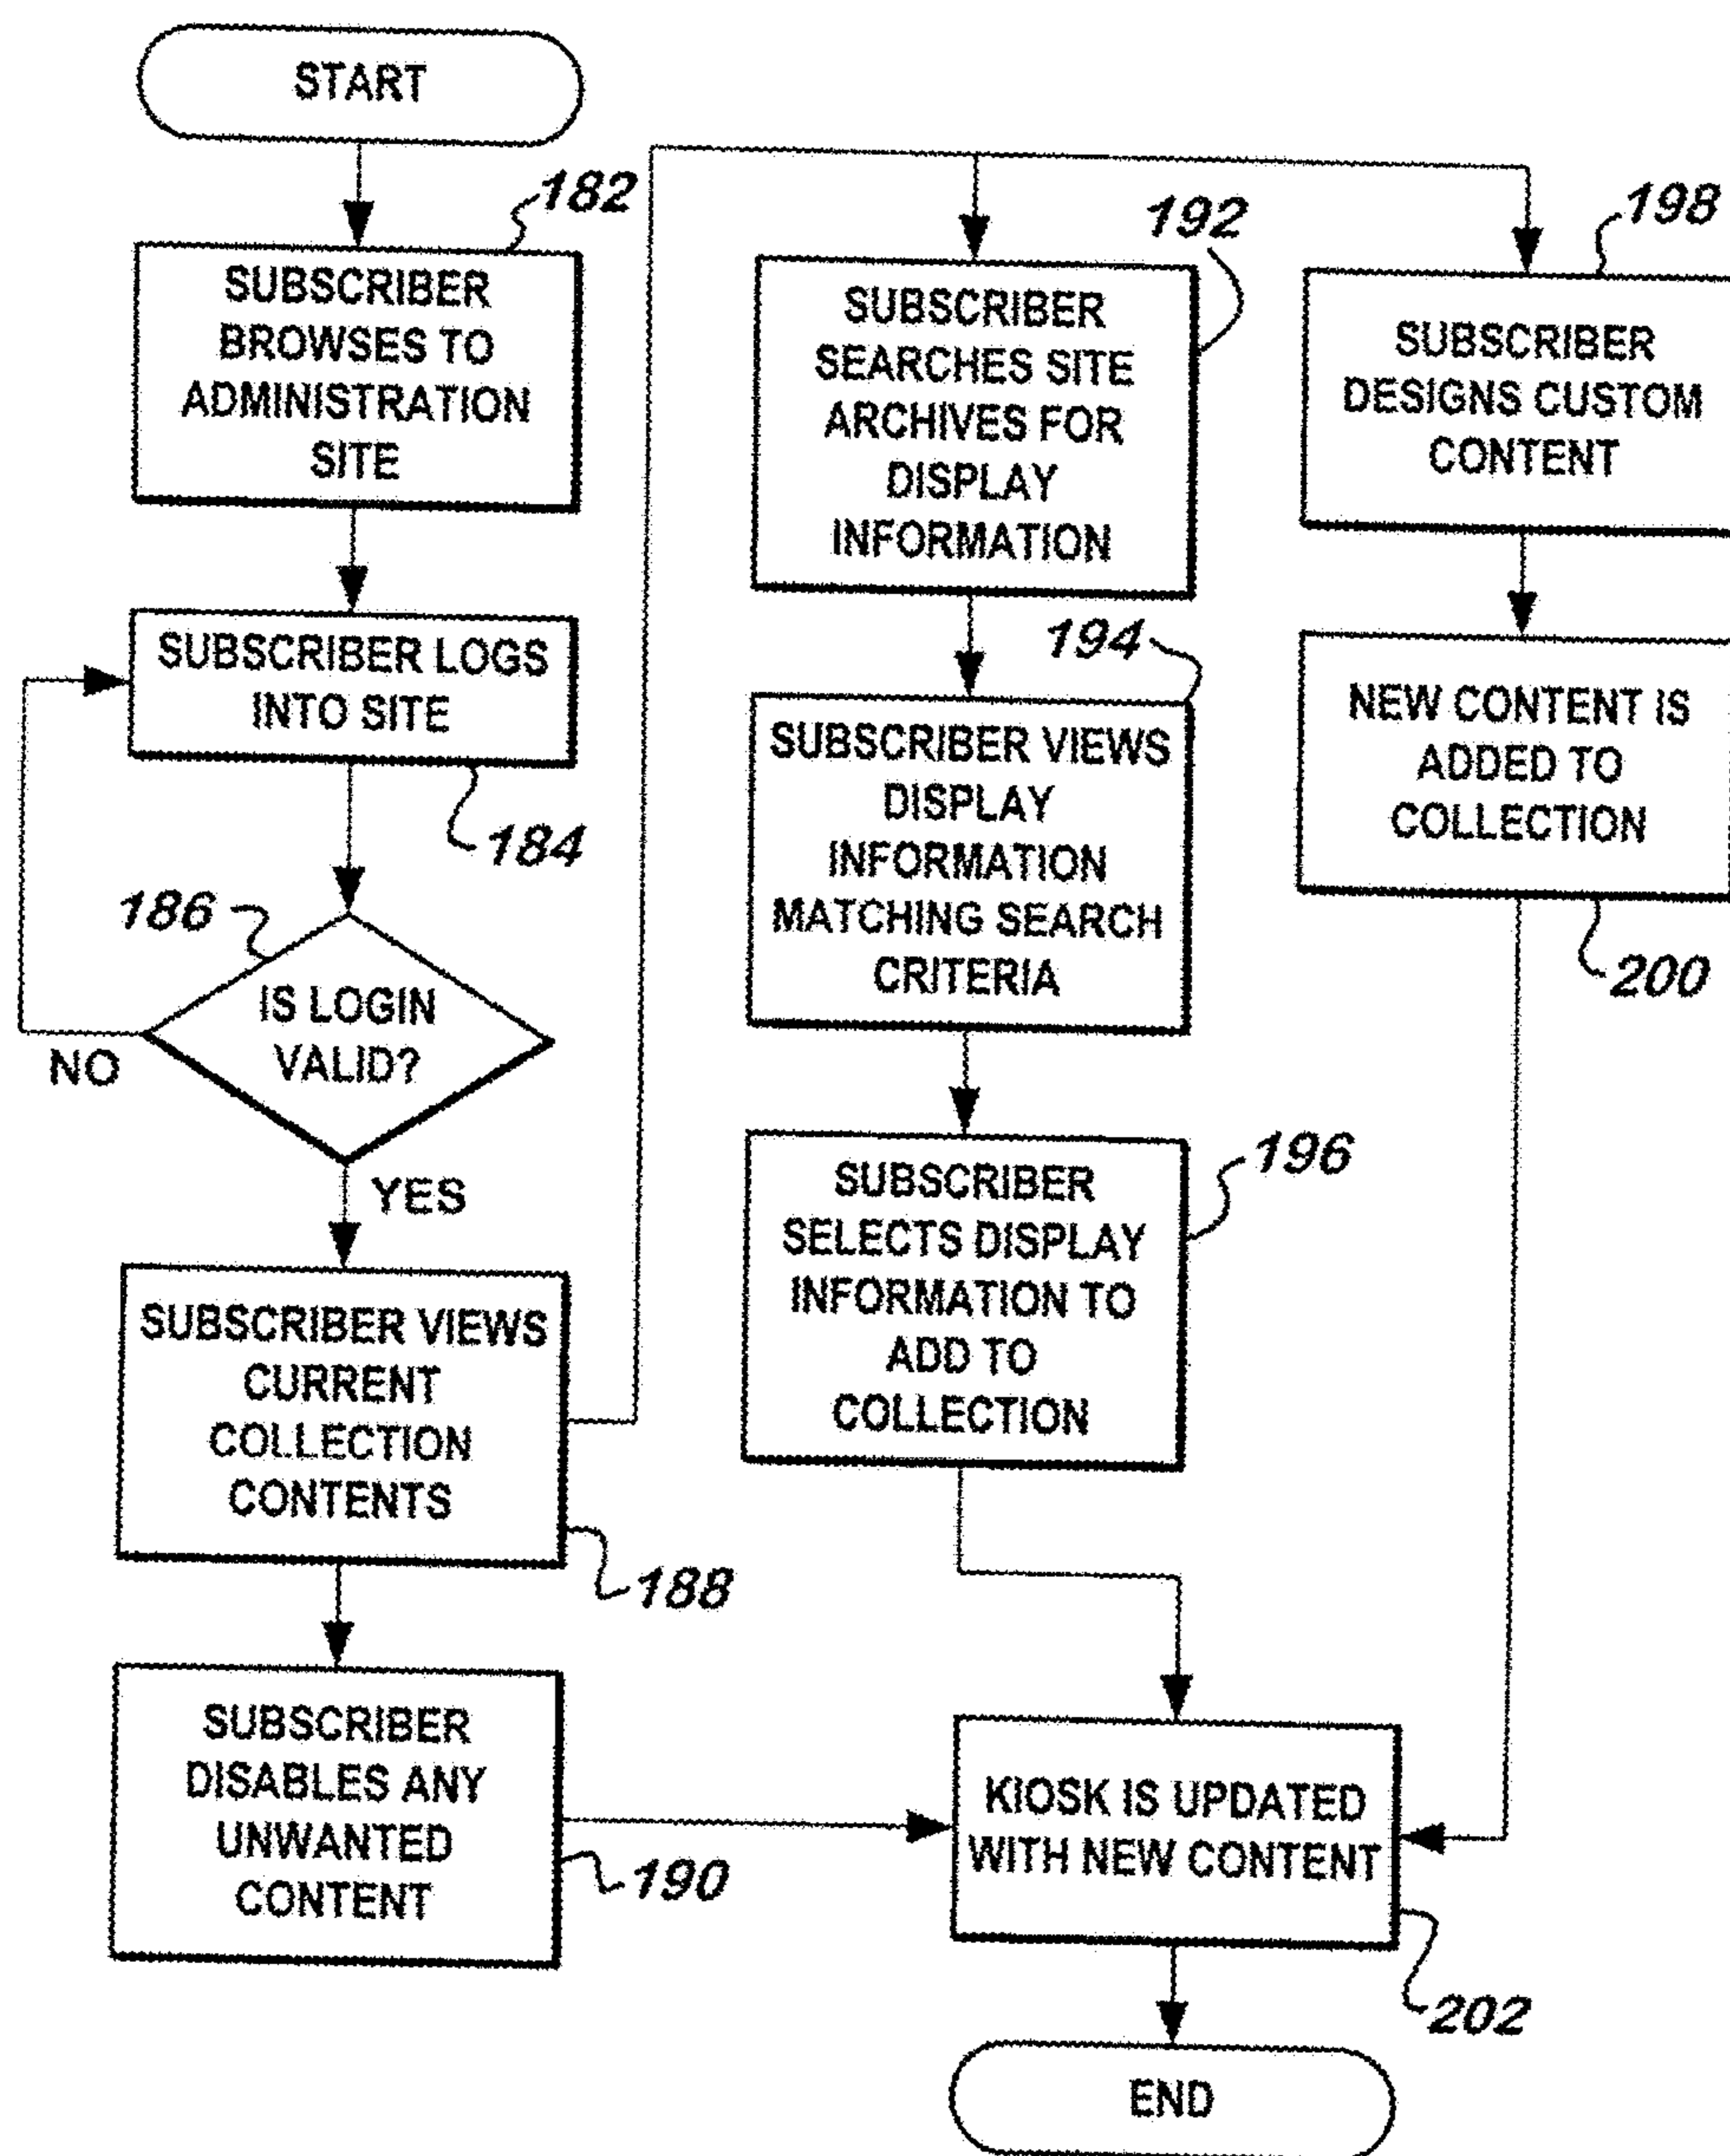 START
182
SUBSCRIBER
BROWSES TO
ADMINISTRATION
SITE
SUBSCRIBER LOGS
INTO SITE
184
186
IS LOGIN
VALID?
NO
YES
SUBSCRIBER VIEWS
CURRENT
COLLECTION
CONTENTS
188
SUBSCRIBER
DISABLES ANY
UNWANTED
CONTENT
190
192
SUBSCRIBER
SEARCHES SITE
ARCHIVES FOR
DISPLAY
INFORMATION
194
SUBSCRIBER VIEWS
DISPLAY
INFORMATION
MATCHING SEARCH
CRITERIA
196
SUBSCRIBER
SELECTS DISPLAY
INFORMATION TO
ADD TO
COLLECTION
198
SUBSCRIBER
DESIGNS CUSTOM
CONTENT
NEW CONTENT IS
ADDED TO
COLLECTION
200
KIOSK IS UPDATED
WITH NEW CONTENT
202
END